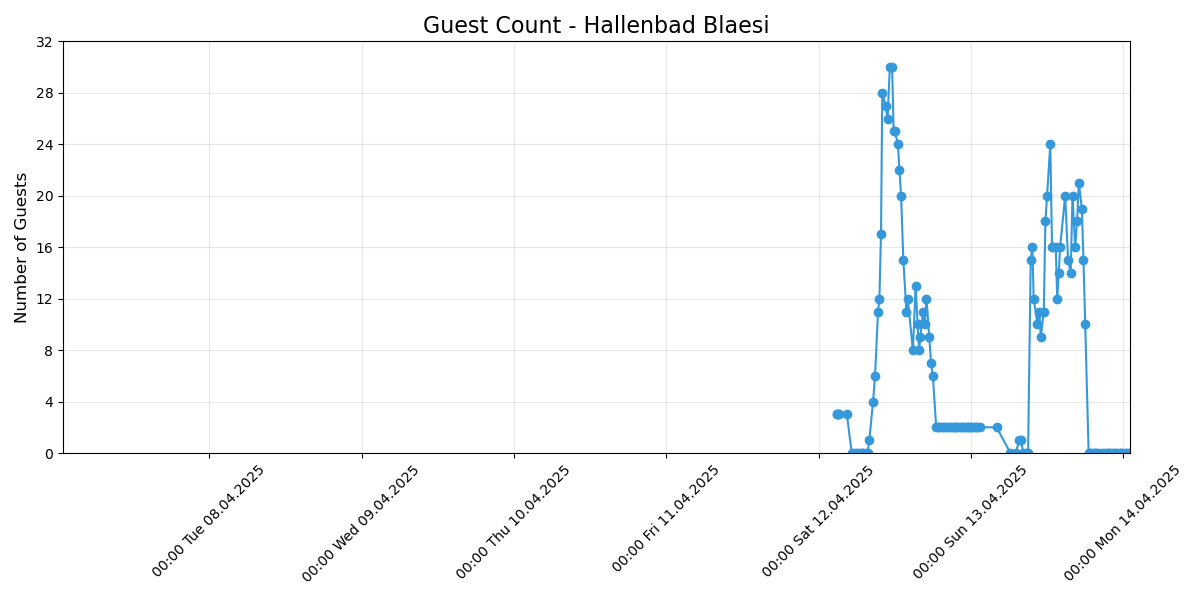 Guest Count - Hallenbad Blaesi
Number of Guests
32
28
24
20
16
12
8
4
0
00:00 Tue 08.04.2025
00:00 Wed 09.04.2025
00:00 Thu 10.04.2025
00:00 Fri 11.04.2025
00:00 Sat 12.04.2025
00:00 Sun 13.04.2025
00:00 Mon 14.04.2025